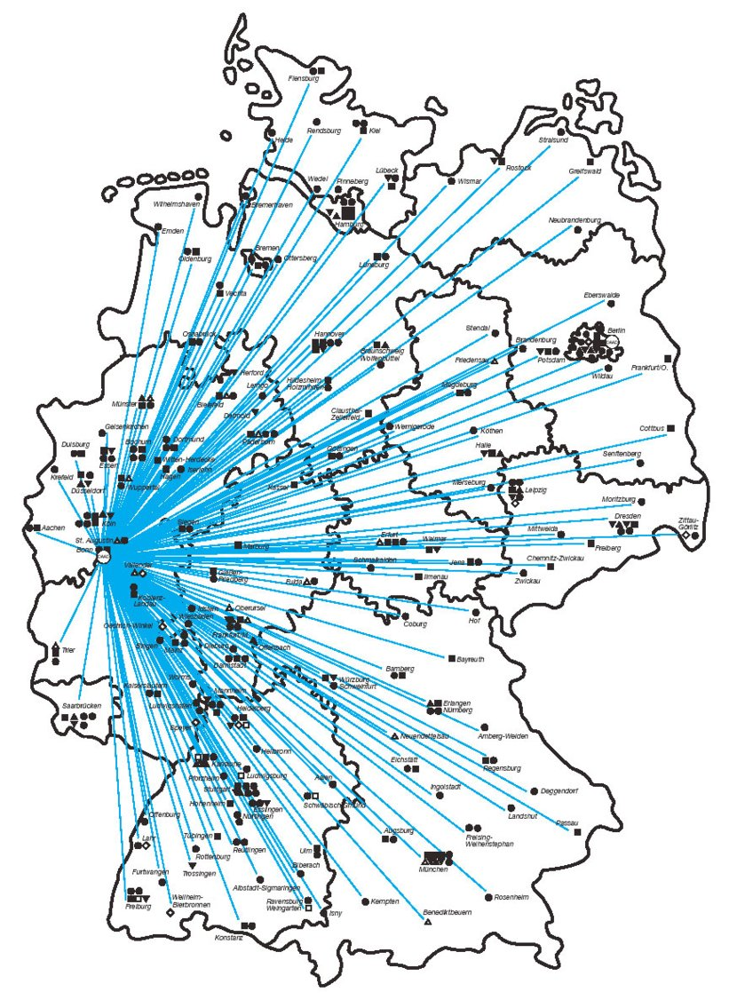 Flensburg
Heide
Rendsburg
Kiel
Stralsund
Rostock
Greifswald
Wismar
Lübeck
Wedel
Pinneberg
Hamburg
Wilhelmshaven
Bremerhaven
Neubrandenburg
Emden
Oldenburg
Bremen
Ottersberg
Lüneburg
Vechta
Eberswalde
Osnabrück
Hannover
Stendal
Berlin
Braunschweig
Wolfenbüttel
Friedensau
Brandenburg
Potsdam
Frankfurt/O.
Wildau
Herford
Lemgo
Hildesheim
Holzminden
Magdeburg
Münster
Bielefeld
Detmold
Clausthal-
Zellerfeld
Wernigerode
Köthen
Cottbus
Gelsenkirchen
Bochum
Dortmund
Paderborn
Duisburg
Essen
Witten-Herdecke
Göttingen
Halle
Senftenberg
Krefeld
Hagen
Iserlohn
Düsseldorf
Wuppertal
Kassel
Merseburg
Leipzig
Moritzburg
Aachen
Köln
Siegen
Dresden
Zittau-
Görlitz
St. Augustin
Bonn
Marburg
Erfurt
Weimar
Mittweida
Freiberg
Schmalkalden
Jena
Chemnitz-Zwickau
Vallendar
Gießen-
Friedberg
Fulda
Ilmenau
Zwickau
Koblenz-
Landau
Idstein
Oberursel
Coburg
Hof
Oestrich-Winkel
Wiesbaden
Frankfurt/M.
Bingen
Mainz
Dieburg
Offenbach
Trier
Darmstadt
Bayreuth
Worms
Bamberg
Kaiserslautern
Mannheim
Würzburg
Schweinfurt
Saarbrücken
Ludwigshafen
Heidelberg
Erlangen
Nürnberg
Speyer
Neuendettelsau
Amberg-Weiden
Heilbronn
Karlsruhe
Eichstätt
Regensburg
Pforzheim
Ludwigsburg
Aalen
Stuttgart
Ingolstadt
Deggendorf
Hohenheim
Esslingen
Schwäbisch Gmünd
Nürtingen
Landshut
Offenburg
Passau
Lahr
Tübingen
Reutlingen
Ulm
Augsburg
Freising-
Weihenstephan
Rottenburg
Biberach
München
Furtwangen
Trossingen
Albstadt-Sigmaringen
Freiburg
Weilheim-
Bierbronnen
Ravensburg
Weingarten
Isny
Kempten
Rosenheim
Benediktbeuern
Konstanz